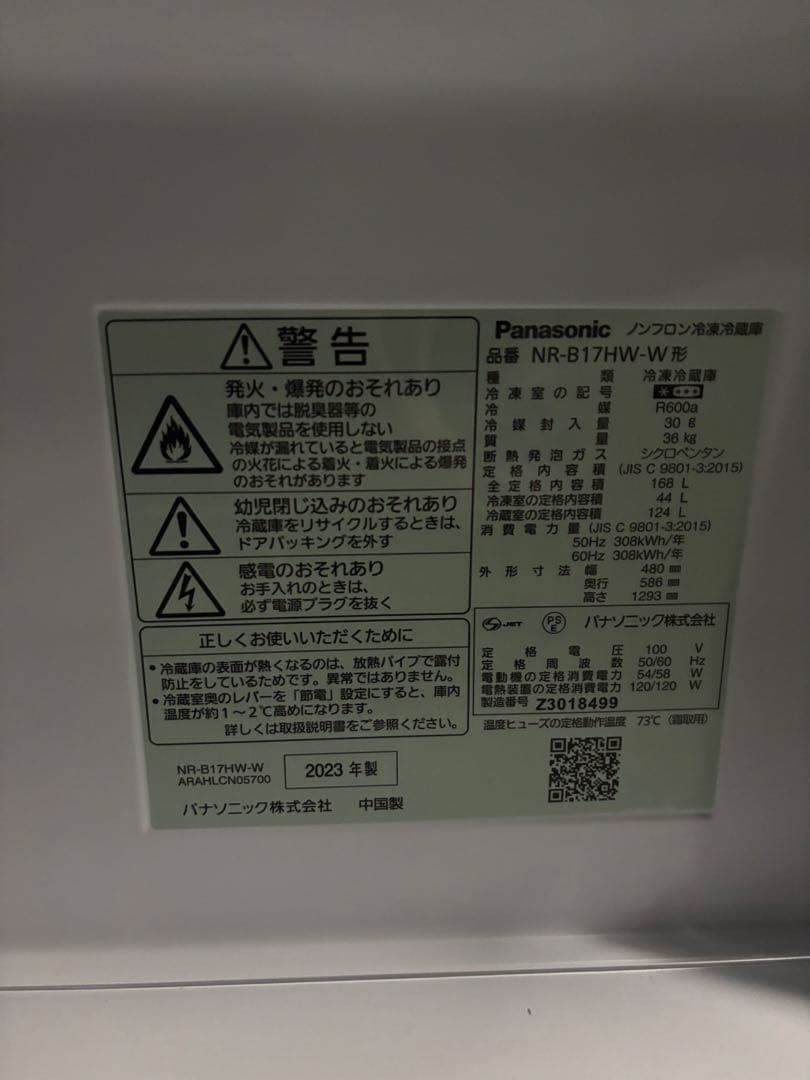 警告
発火・爆発のおそれあり
庫内では脱臭器等の
電気製品を使用しない
冷媒が漏れていると電気製品の接点
の火花による着火・着火による爆発
のおそれがあります
幼児閉じ込みのおそれあり
冷蔵庫をリサイクルするときは、
ドアパッキングを外す
感電のおそれあり
お手入れのときは、
必ず電源プラグを抜く
正しくお使いいただくために
•冷蔵庫の表面が熱くなるのは、放熱パイプで露付
防止をしているためです。異常ではありません。
•冷蔵室奥のレバーを「節電」設定にすると、庫内
温度が約1～2℃高めになります。
詳しくは取扱説明書をご参照ください。
NR-B17HW-W
ARAHLCN05700
2023 年製
パナソニック株式会社 中国製
Panasonic ノンフロン冷凍冷蔵庫
品番 NR-B17HW-W形
種類 冷凍冷蔵庫
冷凍室の記号
冷媒 R600a
冷媒封入量 30 g
質量 36 kg
断熱発泡ガス シクロペンタン
定格内容積 (JIS C 9801-3:2015)
全定格内容積 168 L
冷凍室の定格内容積 44 L
冷蔵室の定格内容積 124 L
消費電力量 (JIS C 9801-3:2015)
50Hz 308kWh/年
60Hz 308kWh/年
外形寸法 幅 480 mm
奥行 586 mm
高さ 1293 mm
JET PSE パナソニック株式会社
定格電圧 100 V
定格周波数 50/60 Hz
電動機の定格消費電力 54/58 W
電熱装置の定格消費電力 120/120 W
製造番号 Z3018499
温度ヒューズの定格動作温度 73℃ (霜取用)